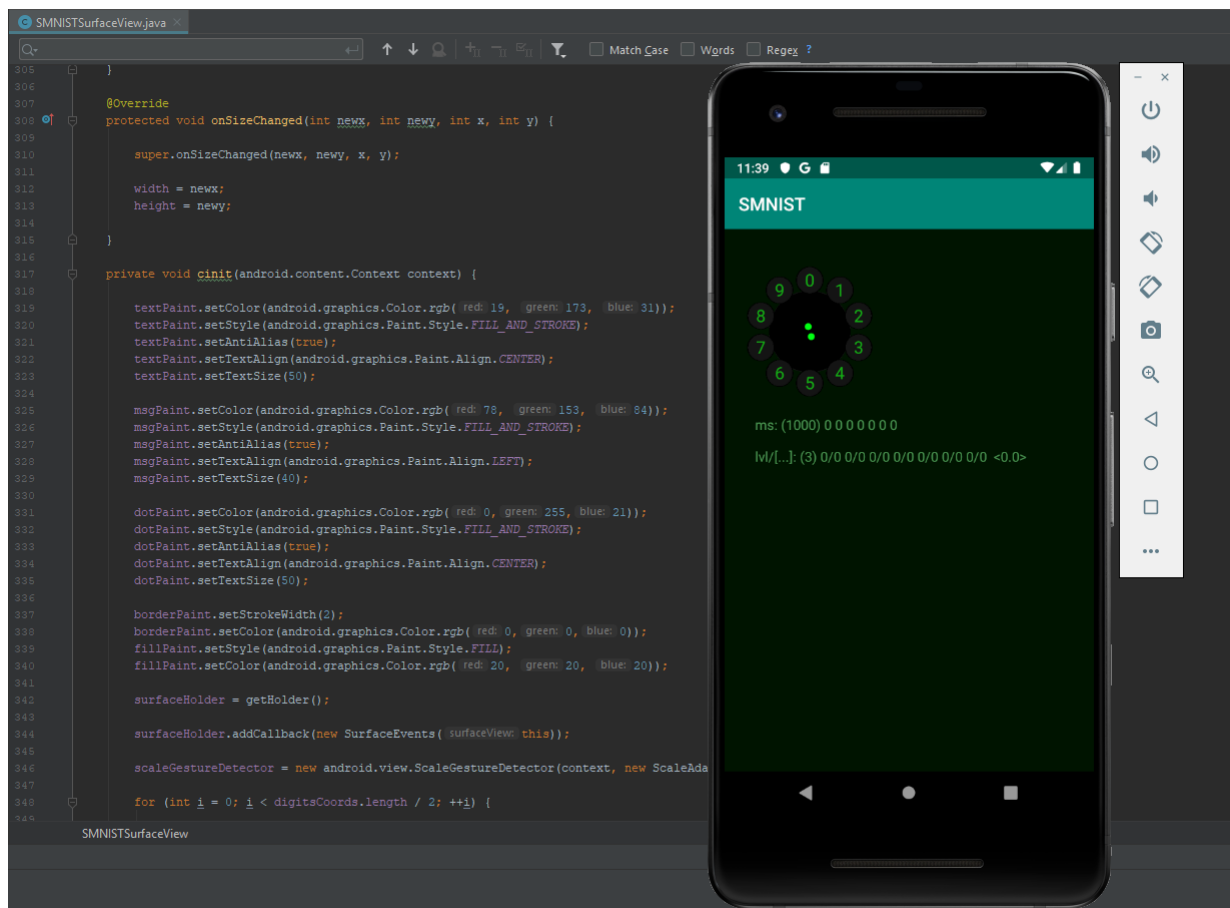 SMNISTSurfaceView.java
Match Case Words Regex ?
305 }
306
307 @Override
308 protected void onSizeChanged(int newx, int newy, int x, int y) {
309
310 super.onSizeChanged(newx, newy, x, y);
311
312 width = newx;
313 height = newy;
314
315 }
316
317 private void cinit(android.content.Context context) {
318
319 textPaint.setColor(android.graphics.Color.rgb( red: 19, green: 173, blue: 31));
320 textPaint.setStyle(android.graphics.Paint.Style.FILL_AND_STROKE);
321 textPaint.setAntiAlias(true);
322 textPaint.setTextAlign(android.graphics.Paint.Align.CENTER);
323 textPaint.setTextSize(50);
324
325 msgPaint.setColor(android.graphics.Color.rgb( red: 78, green: 153, blue: 84));
326 msgPaint.setStyle(android.graphics.Paint.Style.FILL_AND_STROKE);
327 msgPaint.setAntiAlias(true);
328 msgPaint.setTextAlign(android.graphics.Paint.Align.LEFT);
329 msgPaint.setTextSize(40);
330
331 dotPaint.setColor(android.graphics.Color.rgb( red: 0, green: 255, blue: 21));
332 dotPaint.setStyle(android.graphics.Paint.Style.FILL_AND_STROKE);
333 dotPaint.setAntiAlias(true);
334 dotPaint.setTextAlign(android.graphics.Paint.Align.CENTER);
335 dotPaint.setTextSize(50);
336
337 borderPaint.setStrokeWidth(2);
338 borderPaint.setColor(android.graphics.Color.rgb( red: 0, green: 0, blue: 0));
339 fillPaint.setStyle(android.graphics.Paint.Style.FILL);
340 fillPaint.setColor(android.graphics.Color.rgb( red: 20, green: 20, blue: 20));
341
342 surfaceHolder = getHolder();
343
344 surfaceHolder.addCallback(new SurfaceEvents( surfaceView: this));
345
346 scaleGestureDetector = new android.view.ScaleGestureDetector(context, new ScaleAda
347
348 for (int i = 0; i < digitsCoords.length / 2; ++i) {
349
SMNISTSurfaceView
11:39 G
SMNIST
0
1
2
3
4
5
6
7
8
9
ms: (1000) 0 0 0 0 0 0 0
lvl/[...]: (3) 0/0 0/0 0/0 0/0 0/0 0/0 0/0 <0.0>